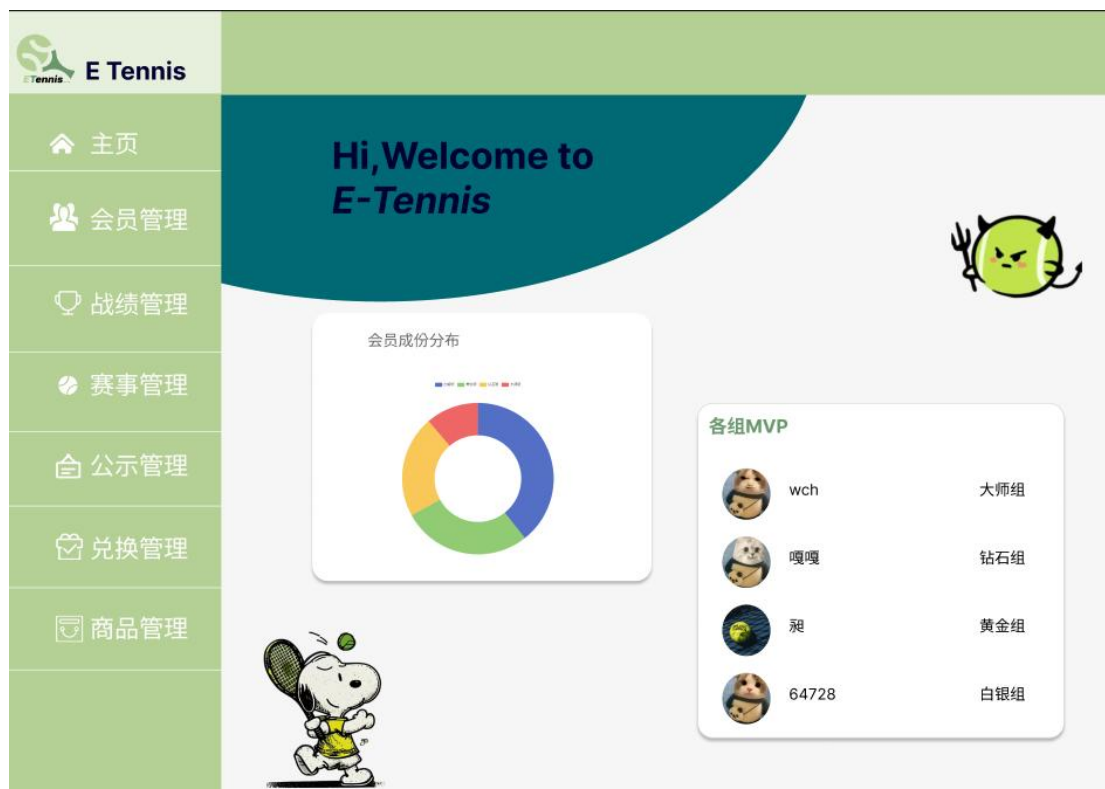 ETennis
E Tennis
主页
会员管理
战绩管理
赛事管理
公示管理
兑换管理
商品管理
Hi,Welcome to
E-Tennis
会员成份分布
各组MVP
wch 大师组
嘎嘎 钻石组
昶 黄金组
64728 白银组